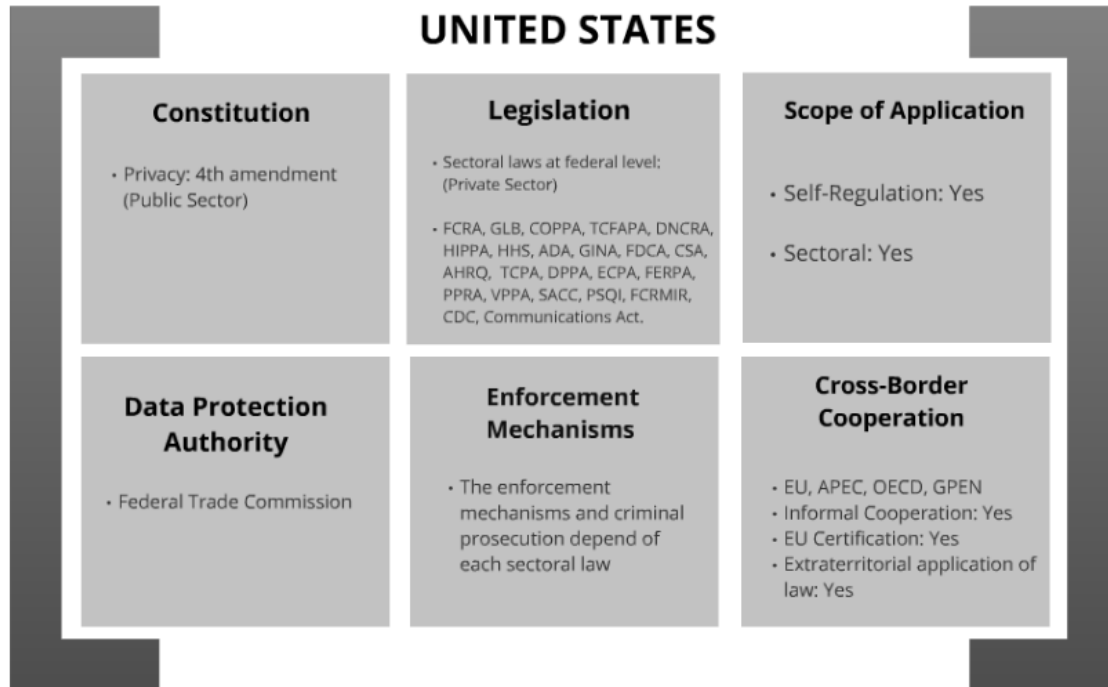 UNITED STATES
Constitution
• Privacy: 4th amendment
(Public Sector)
Legislation
• Sectoral laws at federal level:
(Private Sector)
• FCRA, GLB, COPPA, TCFAPA, DNCRA,
HIPPA, HHS, ADA, GINA, FDCA, CSA,
AHRQ, TCPA, DPPA, ECPA, FERPA,
PPRA, VPPA, SACC, PSQI, FCRMIR,
CDC, Communications Act.
Scope of Application
• Self-Regulation: Yes
• Sectoral: Yes
Data Protection
Authority
• Federal Trade Commission
Enforcement
Mechanisms
• The enforcement
mechanisms and criminal
prosecution depend of
each sectoral law
Cross-Border
Cooperation
• EU, APEC, OECD, GPEN
• Informal Cooperation: Yes
• EU Certification: Yes
• Extraterritorial application of
law: Yes